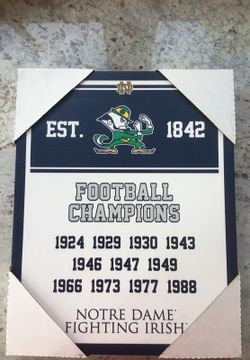 ND
EST. 1842
FOOTBALL
CHAMPIONS
1924 1929 1930 1943
1946 1947 1949
1966 1973 1977 1988
NOTRE DAME
FIGHTING IRISH